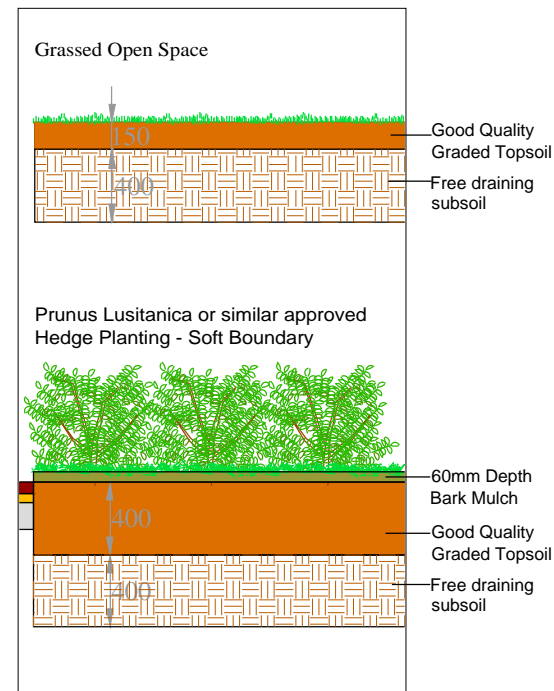 Grassed Open Space
150
Good Quality
Graded Topsoil
400
Free draining
subsoil
Prunus Lusitanica or similar approved
Hedge Planting - Soft Boundary
60mm Depth
Bark Mulch
400
Good Quality
Graded Topsoil
400
Free draining
subsoil